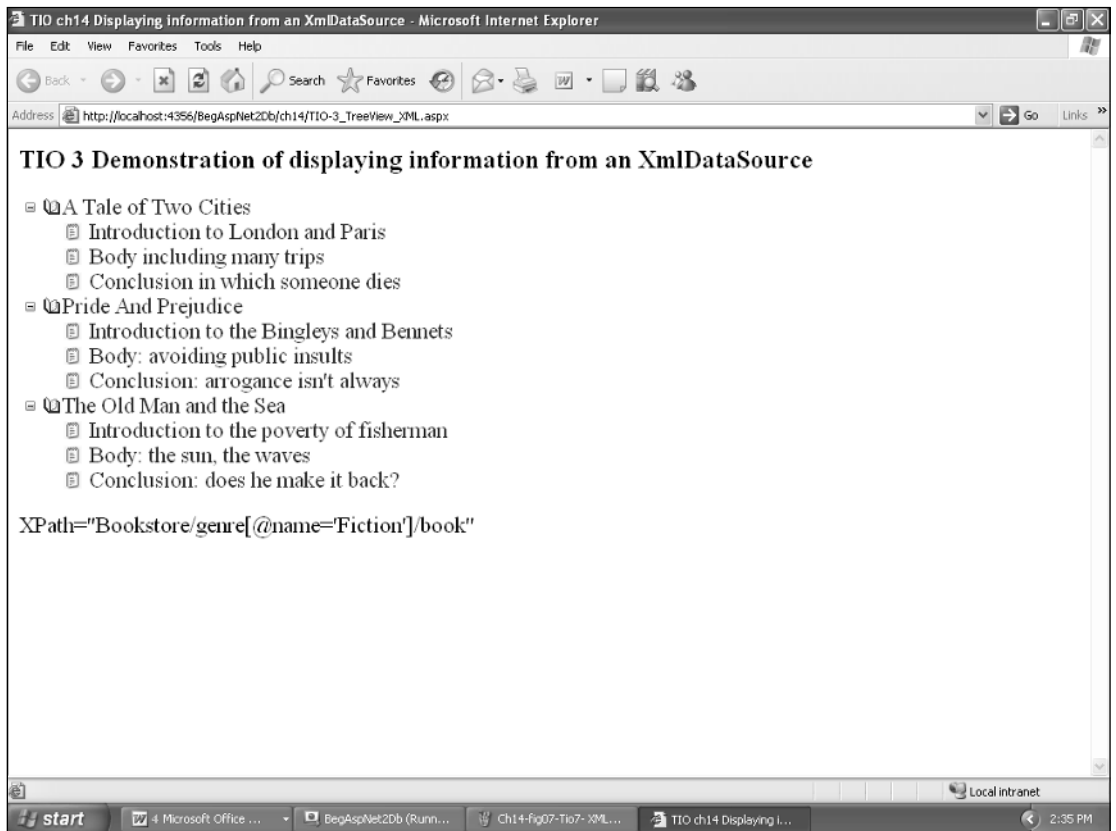 TIO ch14 Displaying information from an XmlDataSource - Microsoft Internet Explorer
File Edit View Favorites Tools Help
Back Search Favorites
Address http://localhost:4356/BegAspNet2Db/ch14/TIO-3_TreeView_XML.aspx Go Links »
TIO 3 Demonstration of displaying information from an XmlDataSource
A Tale of Two Cities
Introduction to London and Paris
Body including many trips
Conclusion in which someone dies
Pride And Prejudice
Introduction to the Bingleys and Bennets
Body: avoiding public insults
Conclusion: arrogance isn't always
The Old Man and the Sea
Introduction to the poverty of fisherman
Body: the sun, the waves
Conclusion: does he make it back?
XPath="Bookstore/genre[@name='Fiction']/book"
Local intranet
start 4 Microsoft Office ... BegAspNet2Db (Runn... Ch14-fig07-Tio7- XML... TIO ch14 Displaying i... 2:35 PM